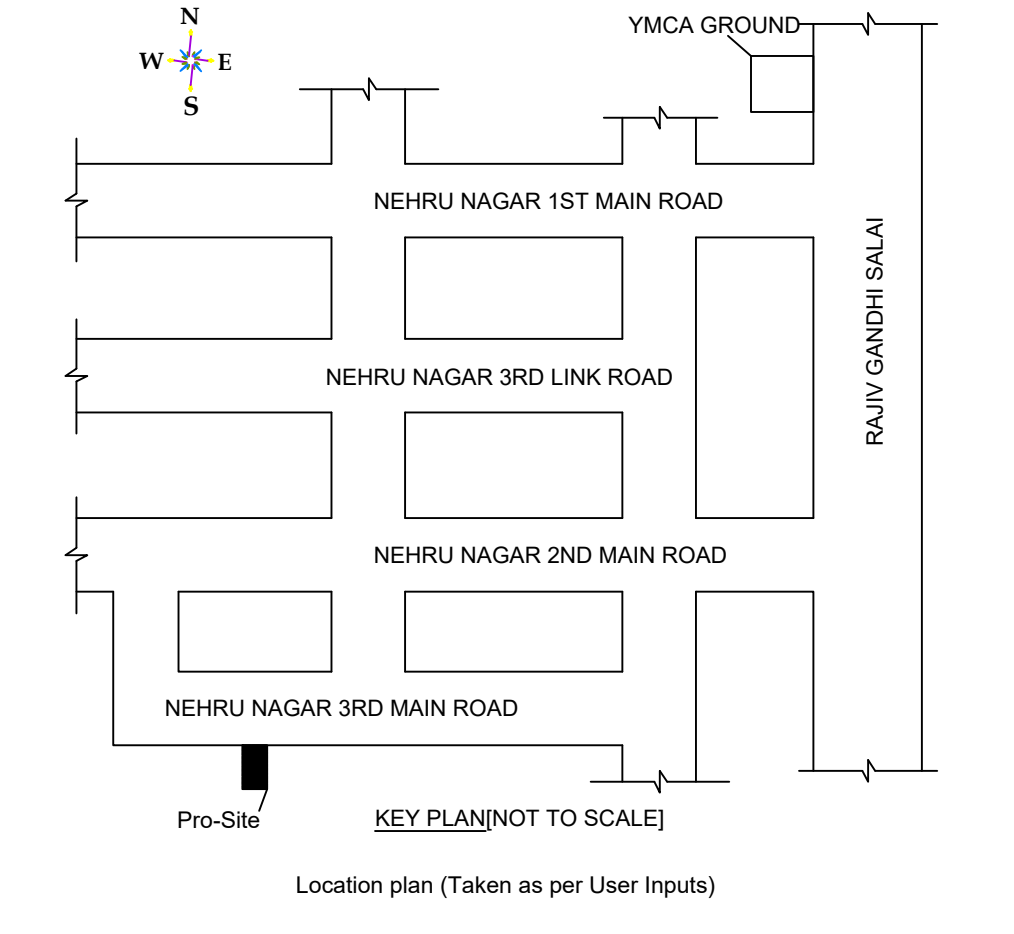 N
YMCA GROUND
W E
S
NEHRU NAGAR 1ST MAIN ROAD
RAJIV GANDHI SALAI
NEHRU NAGAR 3RD LINK ROAD
NEHRU NAGAR 2ND MAIN ROAD
NEHRU NAGAR 3RD MAIN ROAD
Pro-Site
KEY PLAN[NOT TO SCALE]
Location plan (Taken as per User Inputs)